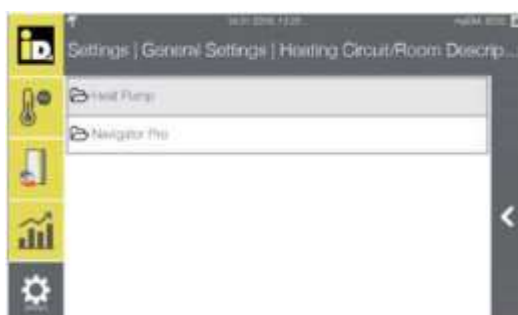 iD
Settings | General Settings | Heating Circuit/Room Descrip...
Heat Pump
Navigator Pro